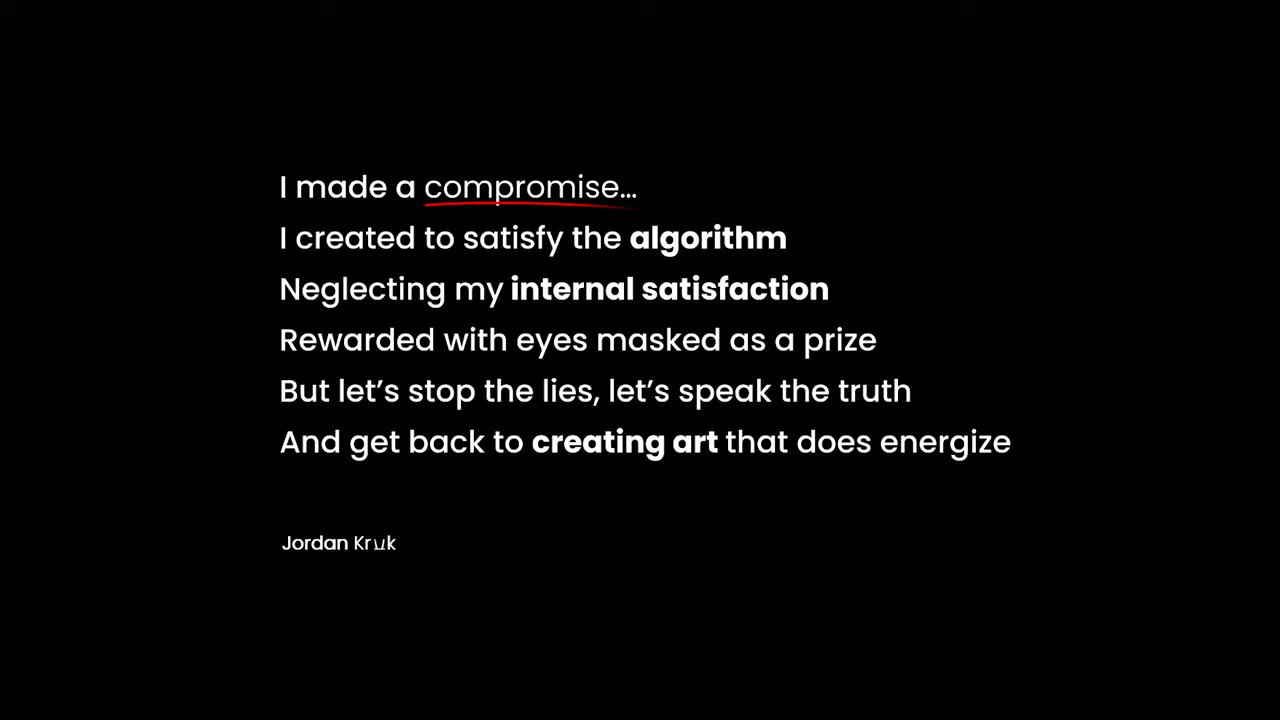 I made a compromise...
I created to satisfy the algorithm
Neglecting my internal satisfaction
Rewarded with eyes masked as a prize
But let’s stop the lies, let’s speak the truth
And get back to creating art that does energize
Jordan Kruk